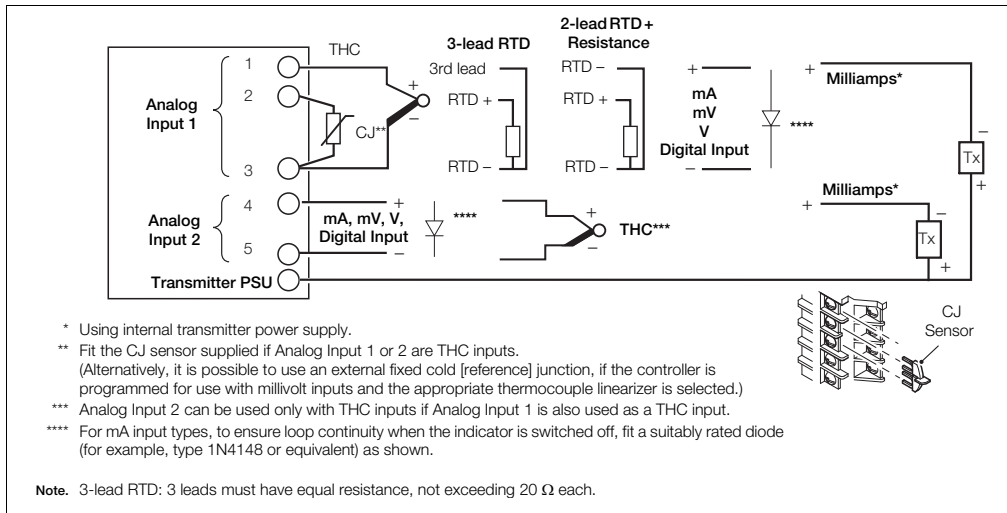 THC
3-lead RTD
2-lead RTD +
Resistance
1
2
3
Analog
Input 1
CJ**
+
−
3rd lead
RTD +
RTD −
RTD −
RTD +
RTD −
+
mA
mV
V
Digital Input
−
****
+
Milliamps*
−
Tx
+
4
5
Analog
Input 2
+
mA, mV, V,
Digital Input
−
****
+
−
THC***
+
Milliamps*
−
Tx
+
Transmitter PSU
CJ
Sensor
* Using internal transmitter power supply.
** Fit the CJ sensor supplied if Analog Input 1 or 2 are THC inputs.
(Alternatively, it is possible to use an external fixed cold [reference] junction, if the controller is
programmed for use with millivolt inputs and the appropriate thermocouple linearizer is selected.)
*** Analog Input 2 can be used only with THC inputs if Analog Input 1 is also used as a THC input.
**** For mA input types, to ensure loop continuity when the indicator is switched off, fit a suitably rated diode
(for example, type 1N4148 or equivalent) as shown.
Note. 3-lead RTD: 3 leads must have equal resistance, not exceeding 20 Ω each.